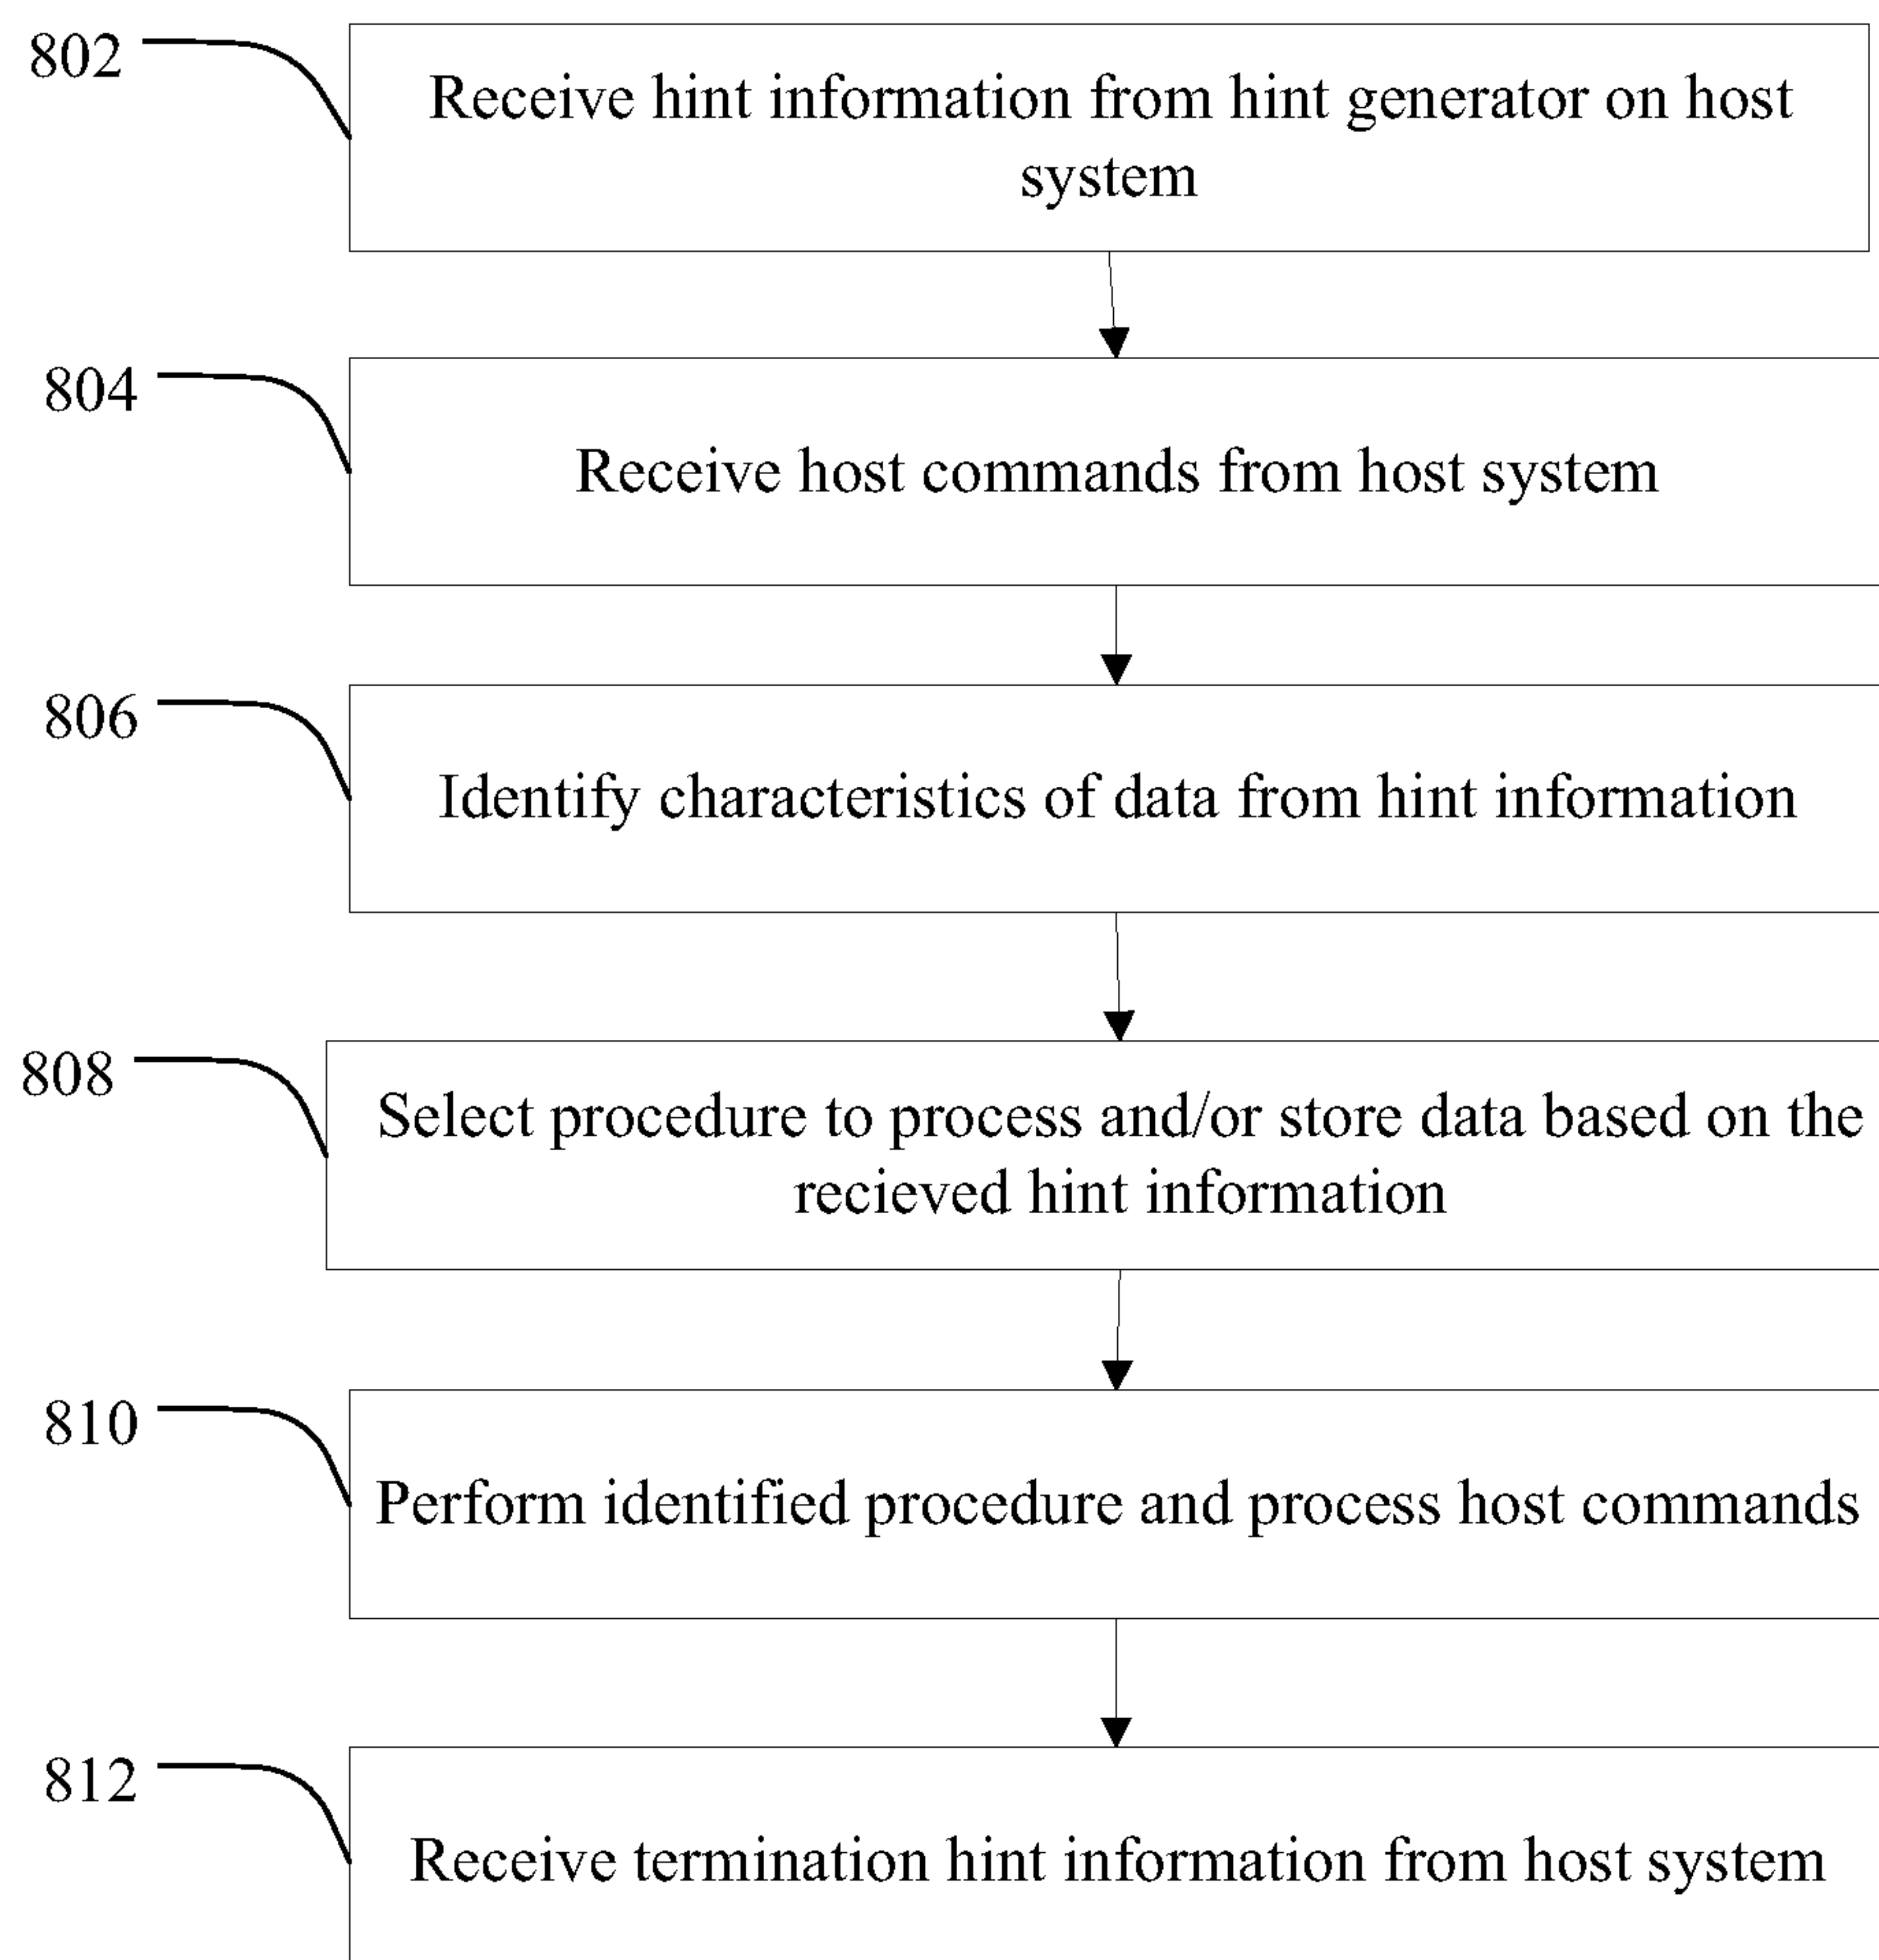 802
Receive hint information from hint generator on host
system
804
Receive host commands from host system
806
Identify characteristics of data from hint information
808
Select procedure to process and/or store data based on the
recieved hint information
810
Perform identified procedure and process host commands
812
Receive termination hint information from host system